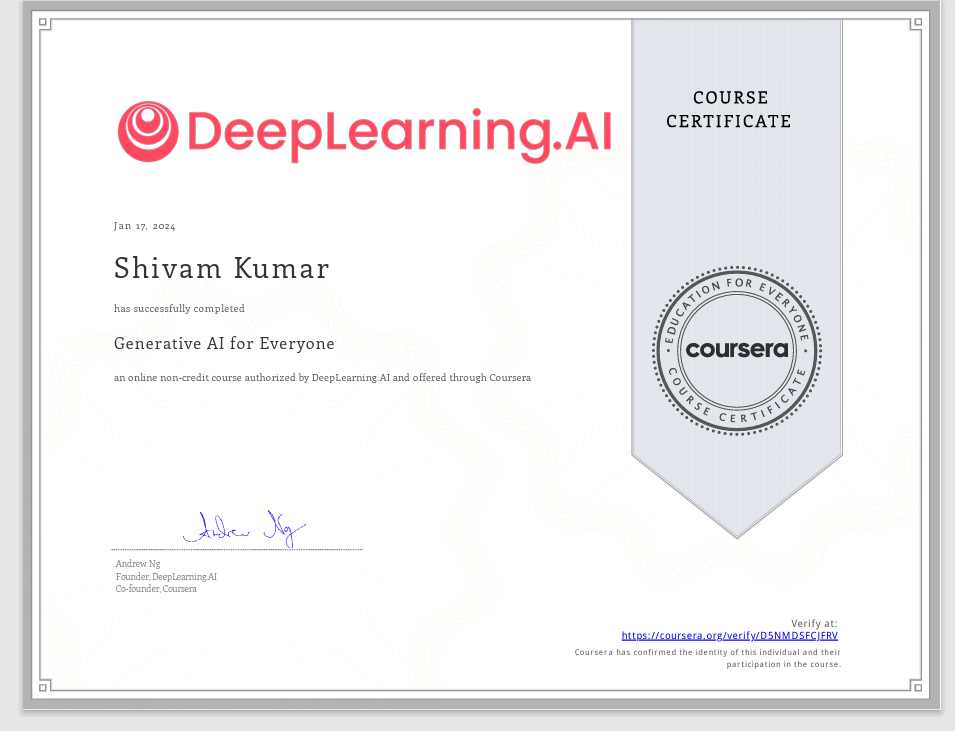 COURSE
CERTIFICATE
DeepLearning.AI
Jan 17, 2024
Shivam Kumar
has successfully completed
Generative AI for Everyone
an online non-credit course authorized by DeepLearning.AI and offered through Coursera
EDUCATION FOR EVERYONE
coursera
COURSE CERTIFICATE
Andrew Ng
Andrew Ng
Founder, DeepLearning.AI
Co-founder, Coursera
Verify at:
https://coursera.org/verify/D5NMDSFCJFRV
Coursera has confirmed the identity of this individual and their
participation in the course.